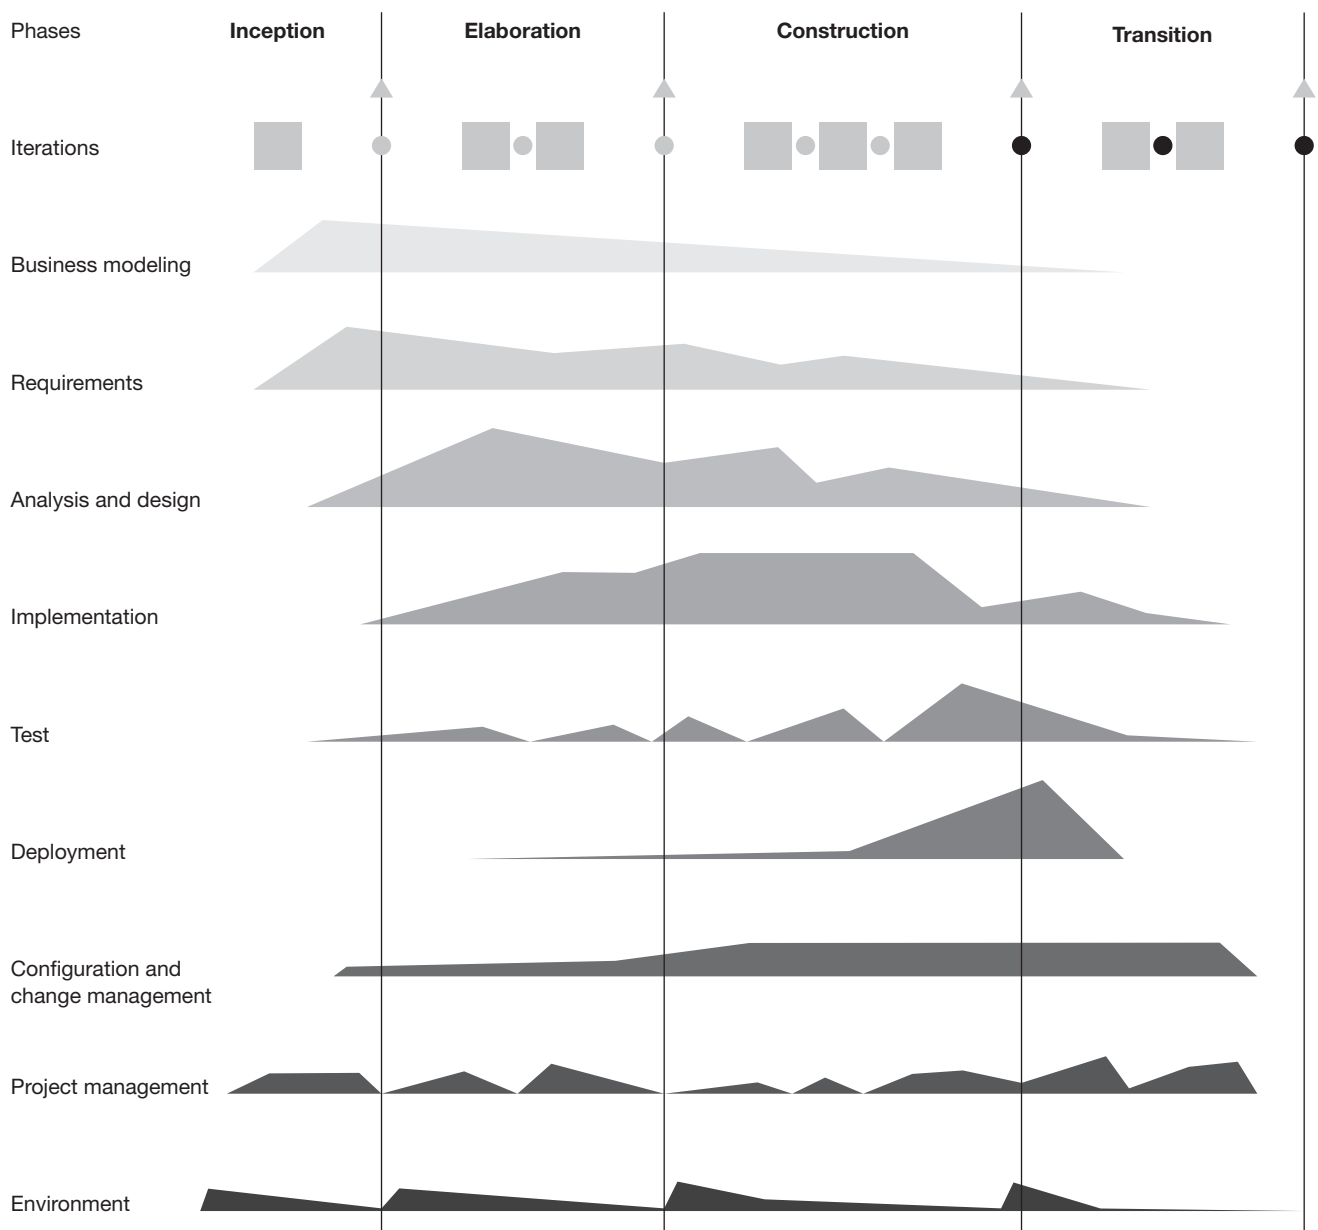 Phases
Inception
Elaboration
Construction
Transition
Iterations
Business modeling
Requirements
Analysis and design
Implementation
Test
Deployment
Configuration and
change management
Project management
Environment